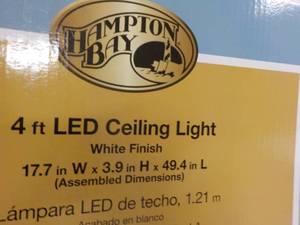 HAMPTON
BAY
4 ft LED Ceiling Light
White Finish
17.7 in W x 3.9 in H x 49.4 in L
(Assembled Dimensions)
Lámpara LED de techo, 1.21 m
Acabado en blanco